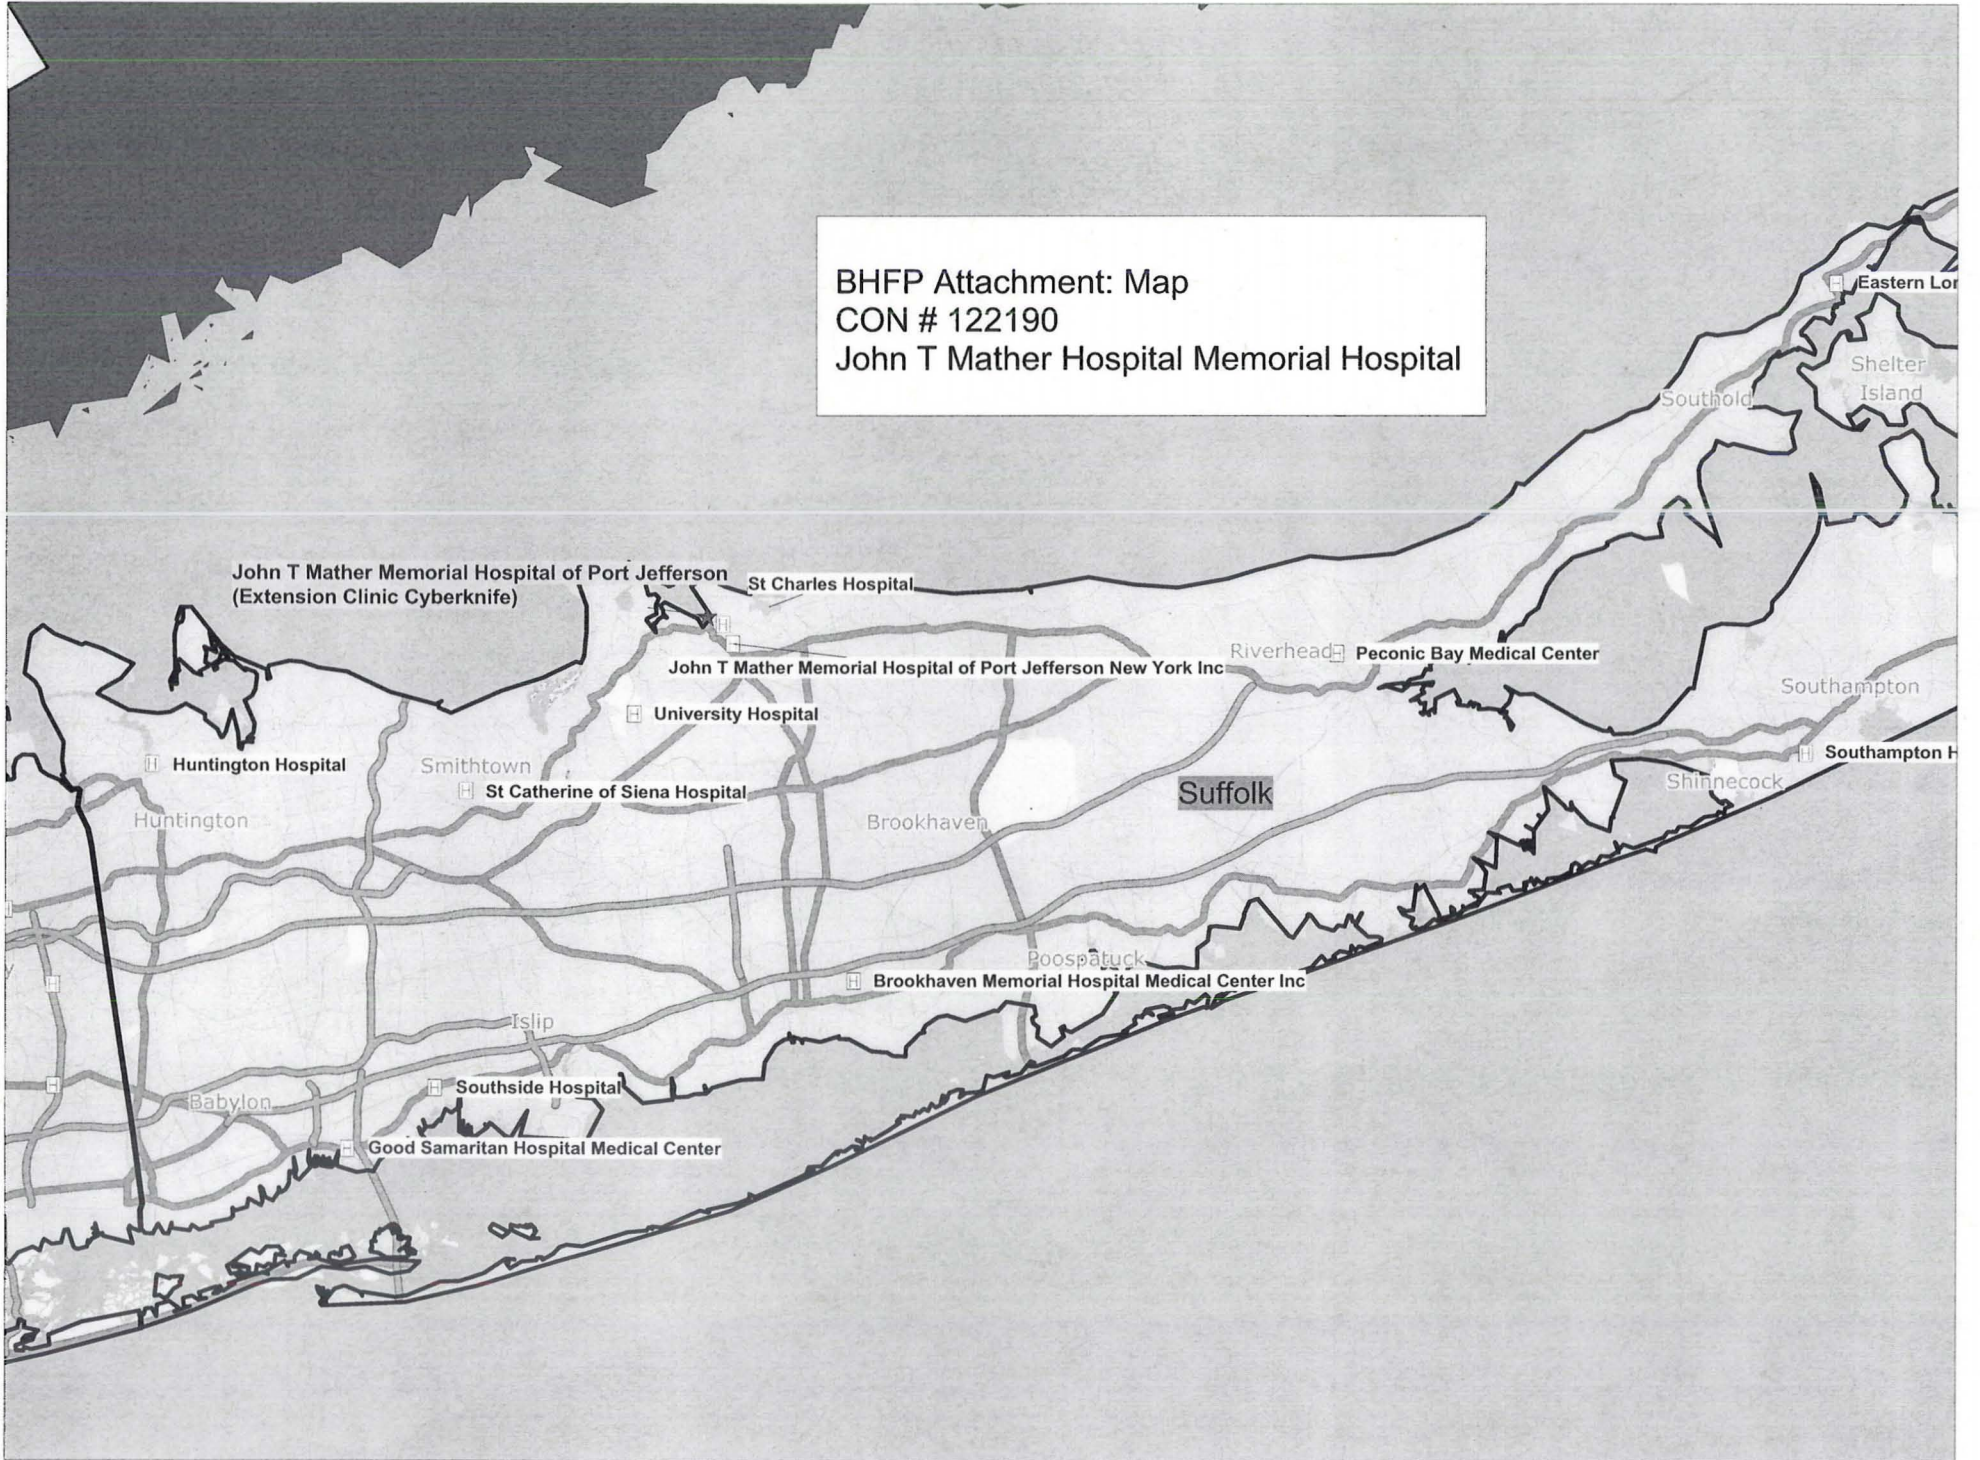 BHFP Attachment: Map
CON # 122190
John T Mather Hospital Memorial Hospital
Eastern Lon
Shelter
Island
Southold
John T Mather Memorial Hospital of Port Jefferson
(Extension Clinic Cyberknife)
St Charles Hospital
H
John T Mather Memorial Hospital of Port Jefferson New York Inc
Riverhead
H
Peconic Bay Medical Center
Southampton
H
University Hospital
H
Southampton H
H
Huntington Hospital
Smithtown
H
St Catherine of Siena Hospital
Suffolk
Shinnecock
Huntington
Brookhaven
Poospatuck
H
Brookhaven Memorial Hospital Medical Center Inc
H
Islip
H
H
Southside Hospital
Babylon
H
Good Samaritan Hospital Medical Center